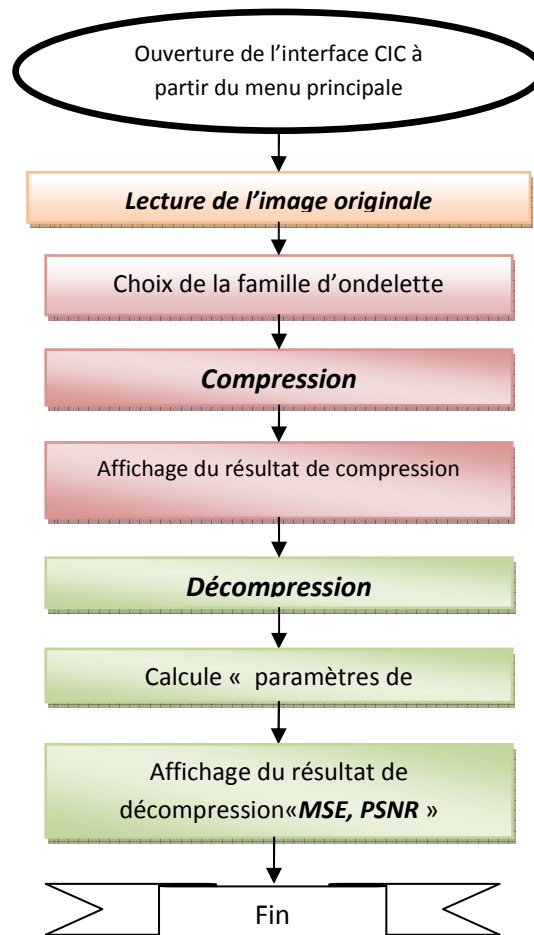 Ouverture de l’interface CIC à
partir du menu principale
Lecture de l’image originale
Choix de la famille d’ondelette
Compression
Affichage du résultat de compression
Décompression
Calcule «  paramètres de
Affichage du résultat de
décompression«MSE, PSNR »
Fin